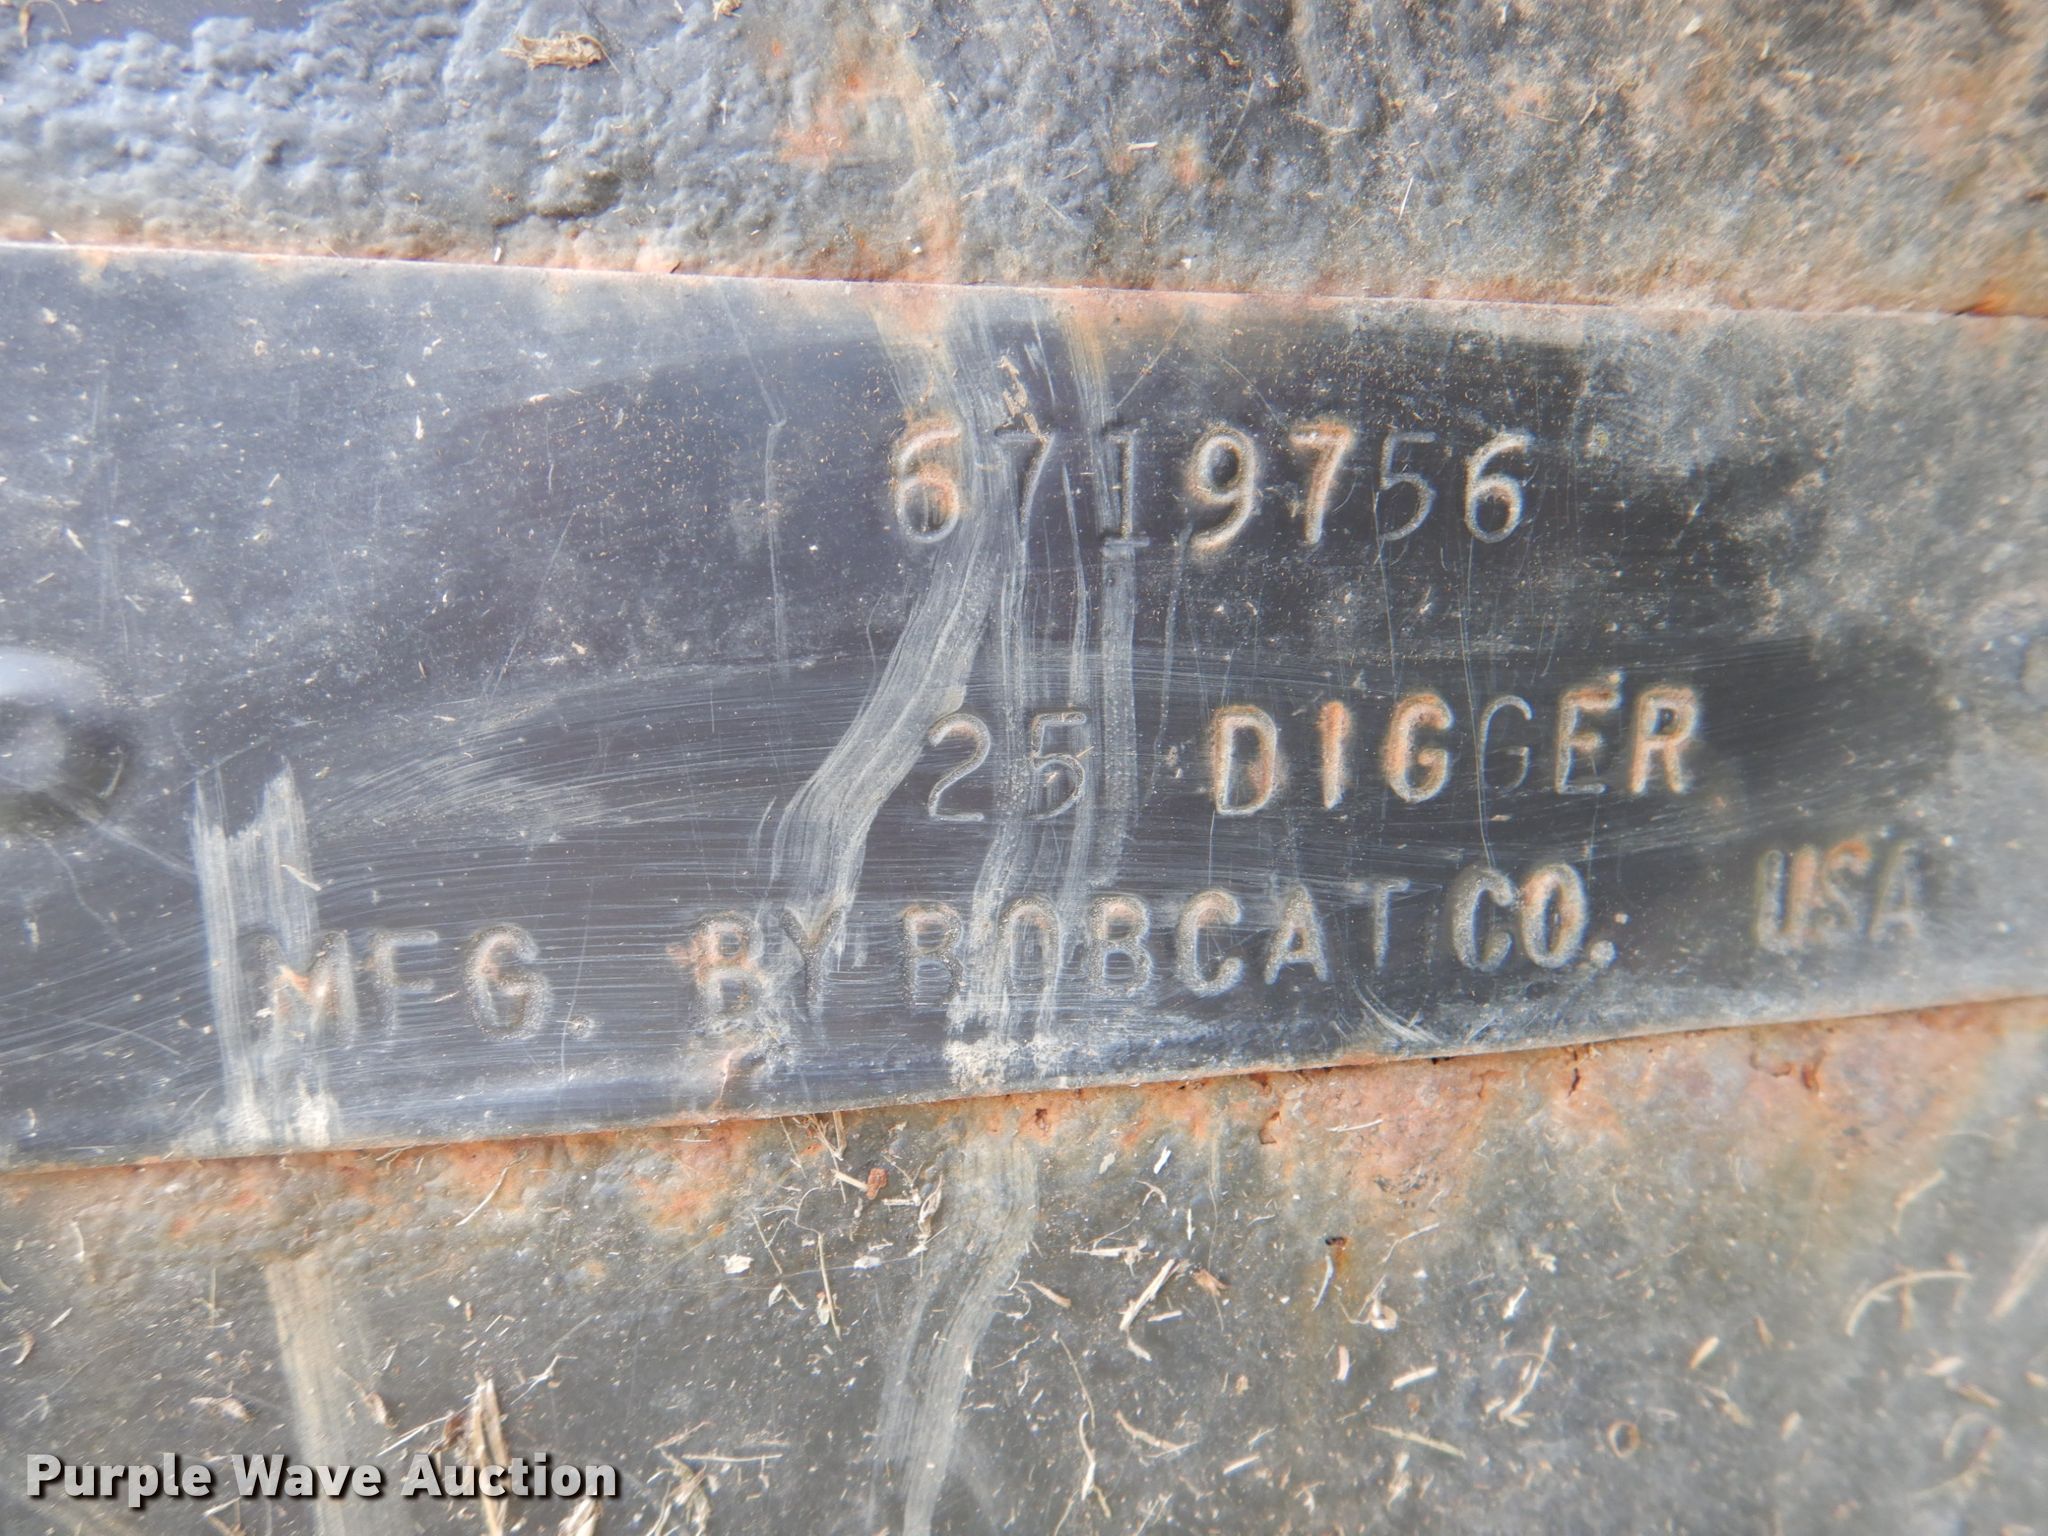 6719756
25 DIGGER
MFG. BY BOBCAT CO. USA
Purple Wave Auction